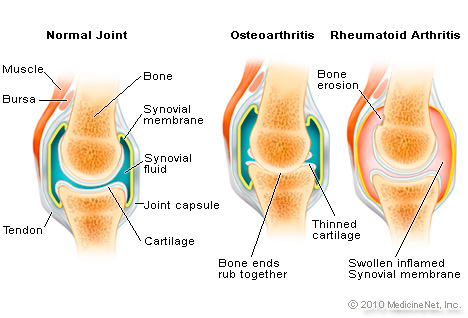 Normal Joint
Osteoarthritis
Rheumatoid Arthritis
Muscle
Bursa
Tendon
Bone
Synovial
membrane
Synovial
fluid
Joint capsule
Cartilage
Bone ends
rub together
Thinned
cartilage
Bone
erosion
Swollen inflamed
Synovial membrane
© 2010 MedicineNet, Inc.